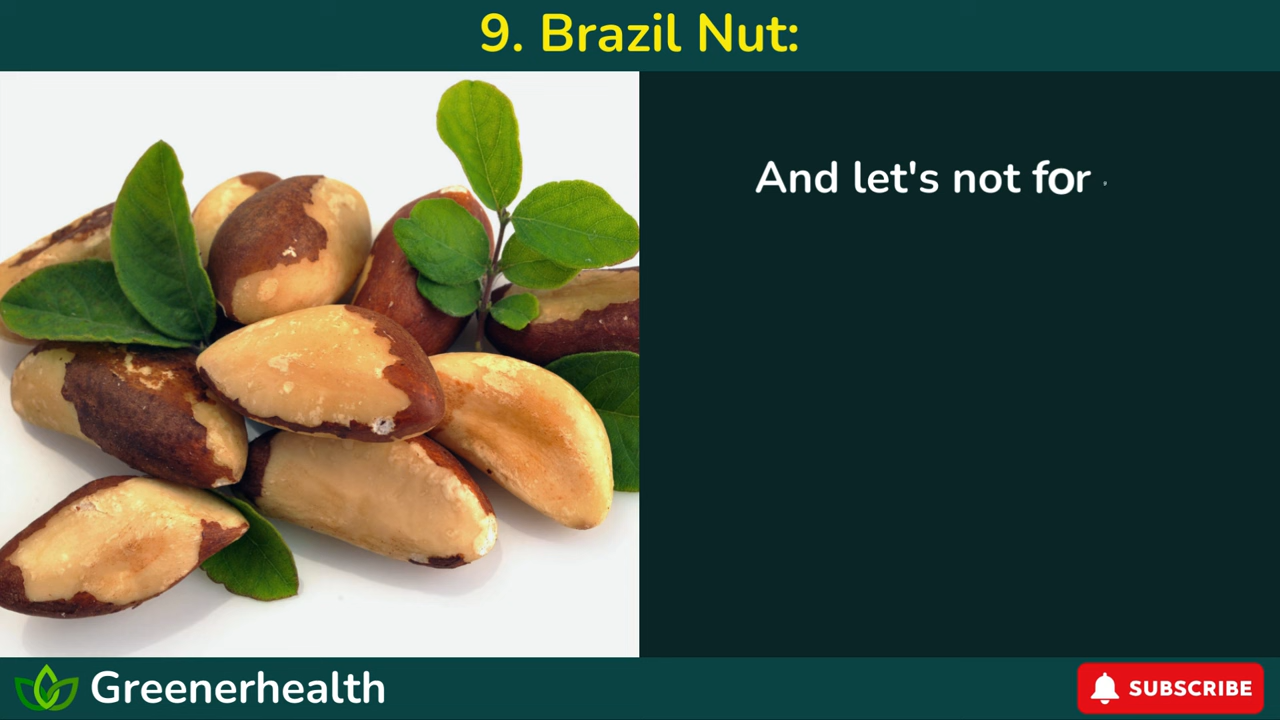 9. Brazil Nut:
And let's not for
Greenerhealth
SUBSCRIBE